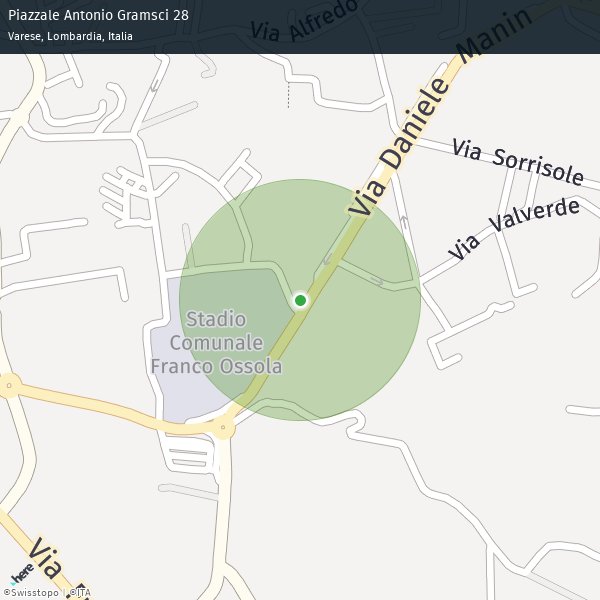 Piazzale Antonio Gramsci 28
Varese, Lombardia, Italia
Via Alfredo
Via Daniele Manin
Via Sorrisole
Via Valverde
Stadio
Comunale
Franco Ossola
Via
here
©Swisstopo | ©ITA